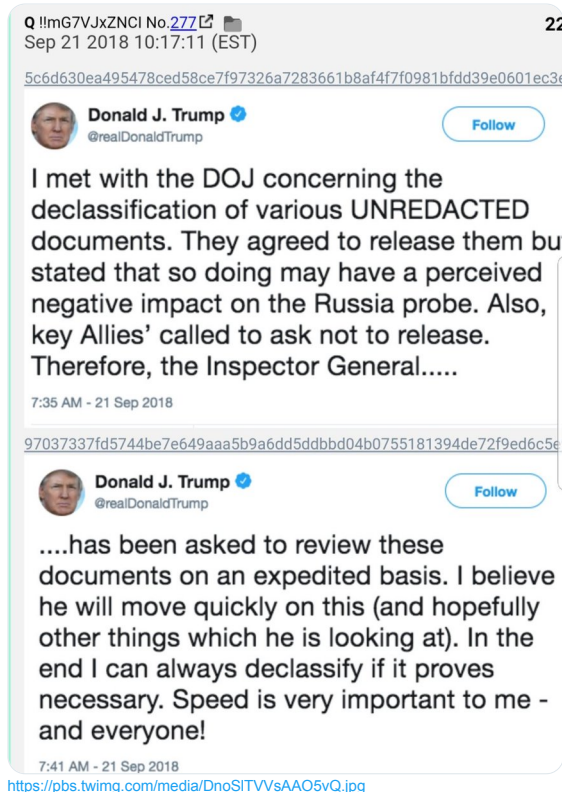 Q !!mG7VJxZNCI No.277
22
Sep 21 2018 10:17:11 (EST)
5c6d630ea495478ced58ce7f97326a7283661b8af4f7f0981bfdd39e0601ec3e
Donald J. Trump
@realDonaldTrump
Follow
I met with the DOJ concerning the
declassification of various UNREDACTED
documents. They agreed to release them but
stated that so doing may have a perceived
negative impact on the Russia probe. Also,
key Allies’ called to ask not to release.
Therefore, the Inspector General.....
7:35 AM - 21 Sep 2018
97037337fd5744be7e649aaa5b9a6dd5ddbbd04b0755181394de72f9ed6c5e
Donald J. Trump
@realDonaldTrump
Follow
....has been asked to review these
documents on an expedited basis. I believe
he will move quickly on this (and hopefully
other things which he is looking at). In the
end I can always declassify if it proves
necessary. Speed is very important to me -
and everyone!
7:41 AM - 21 Sep 2018
https://pbs.twimg.com/media/DnoSlTVVsAAO5vQ.jpg